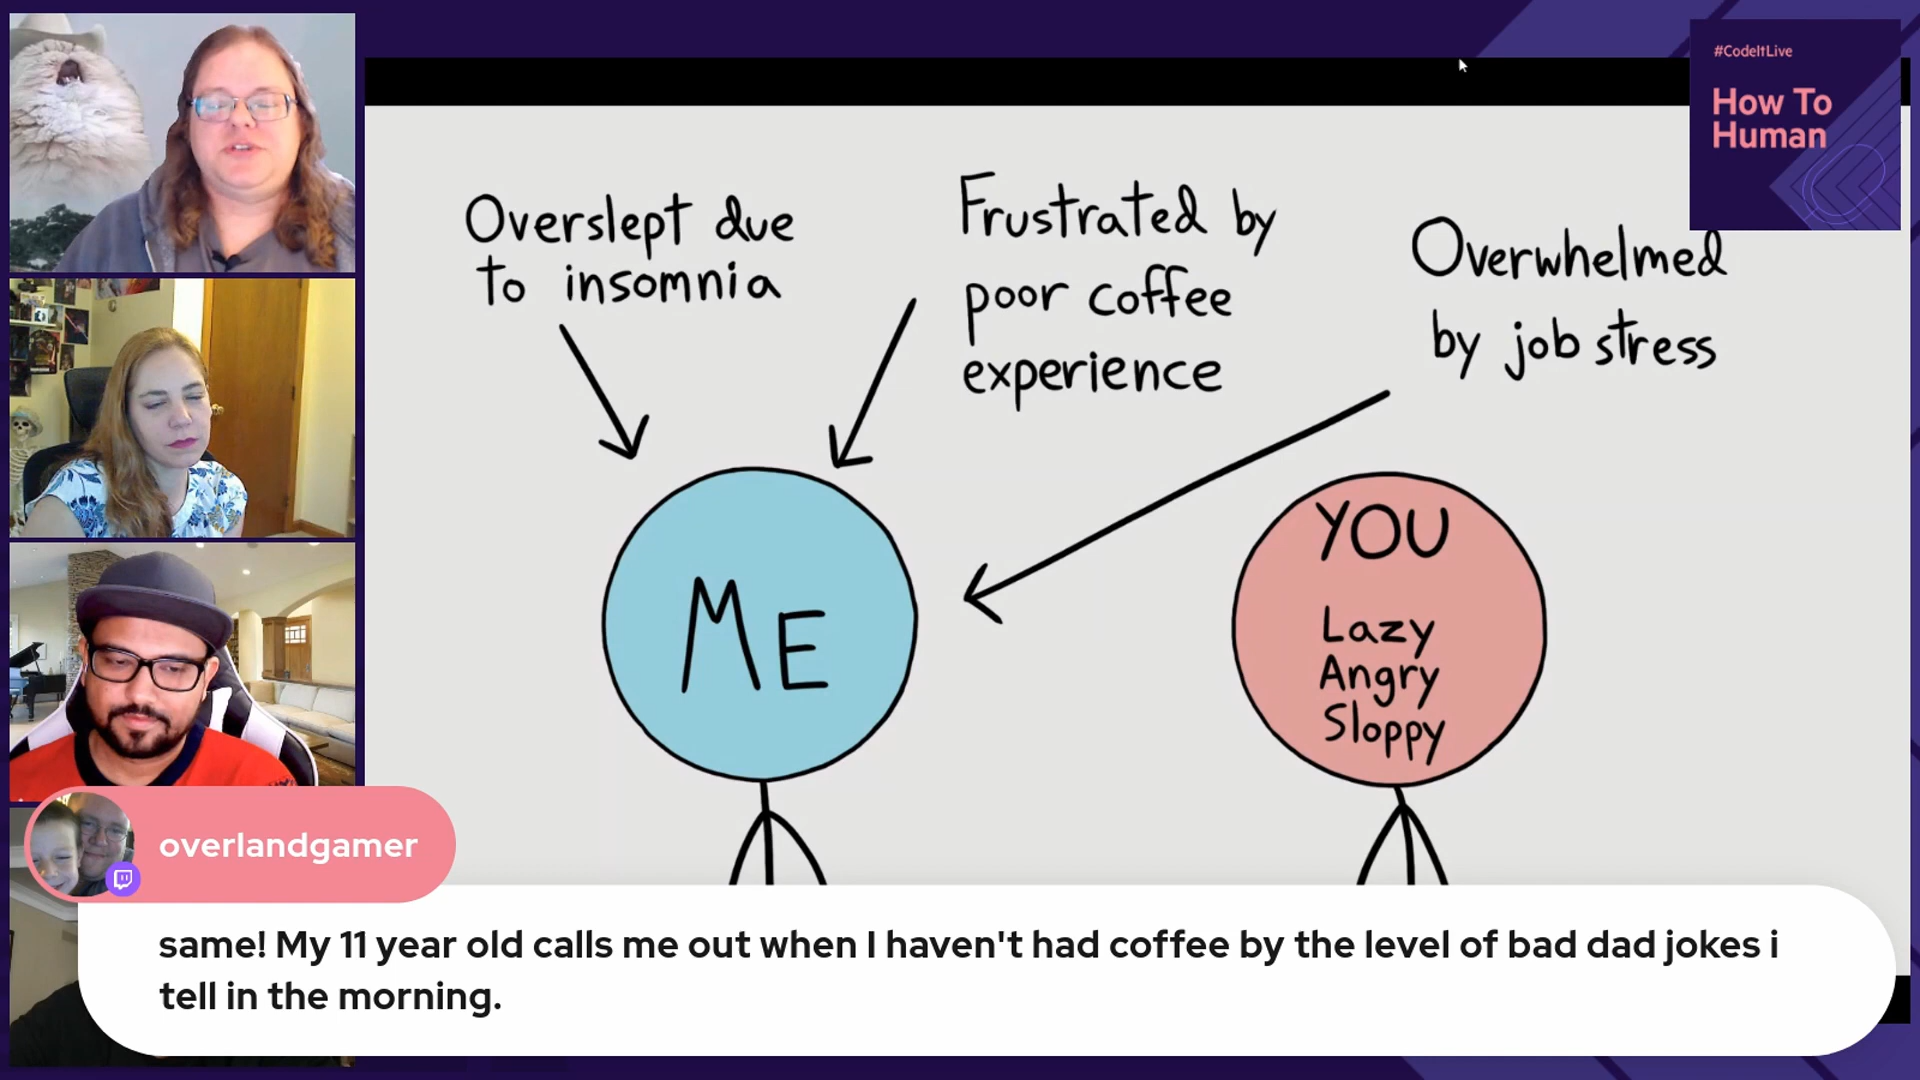 #CodeItLive
How To
Human
Overslept due
to insomnia
Frustrated by
poor coffee
experience
Overwhelmed
by job stress
ME
YOU
Lazy
Angry
Sloppy
overlandgamer
same! My 11 year old calls me out when I haven't had coffee by the level of bad dad jokes i
tell in the morning.